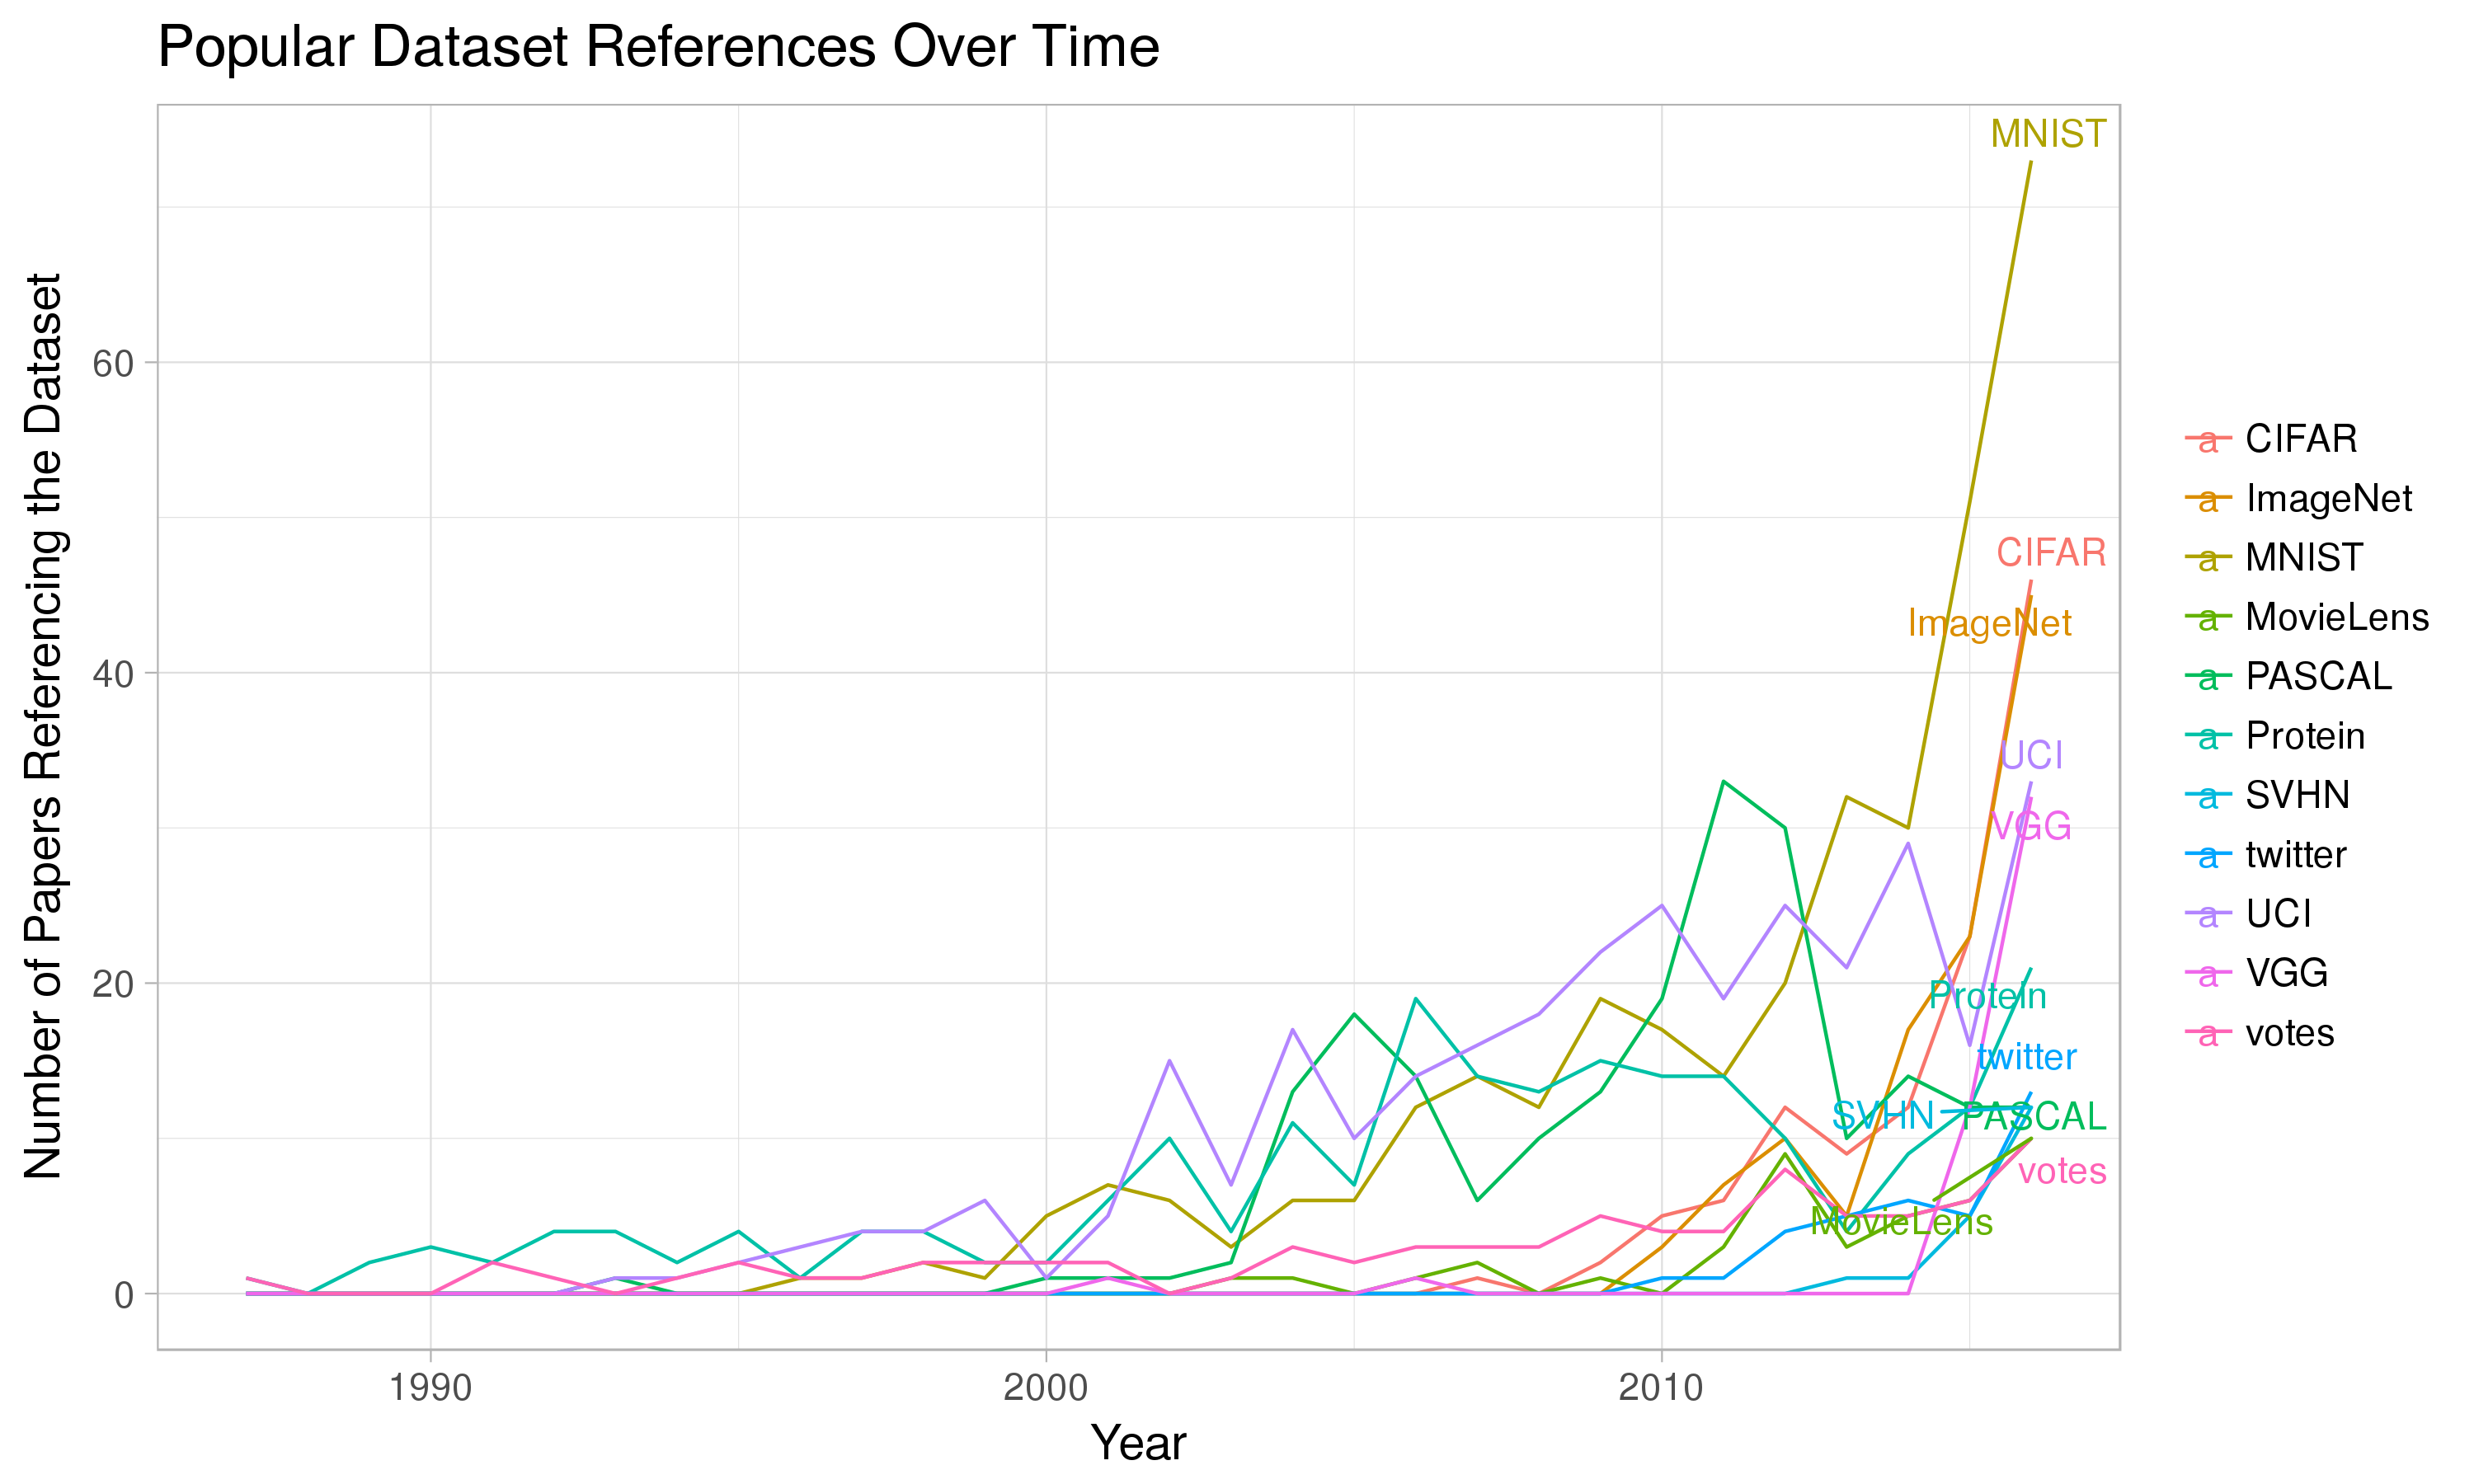 Popular Dataset References Over Time
Number of Papers Referencing the Dataset
60
40
20
0
MNIST
CIFAR
ImageNet
UCI
VGG
Protein
twitter
SVHN
PASCAL
votes
MovieLens
1990
2000
2010
Year
a CIFAR
a ImageNet
a MNIST
a MovieLens
a PASCAL
a Protein
a SVHN
a twitter
a UCI
a VGG
a votes